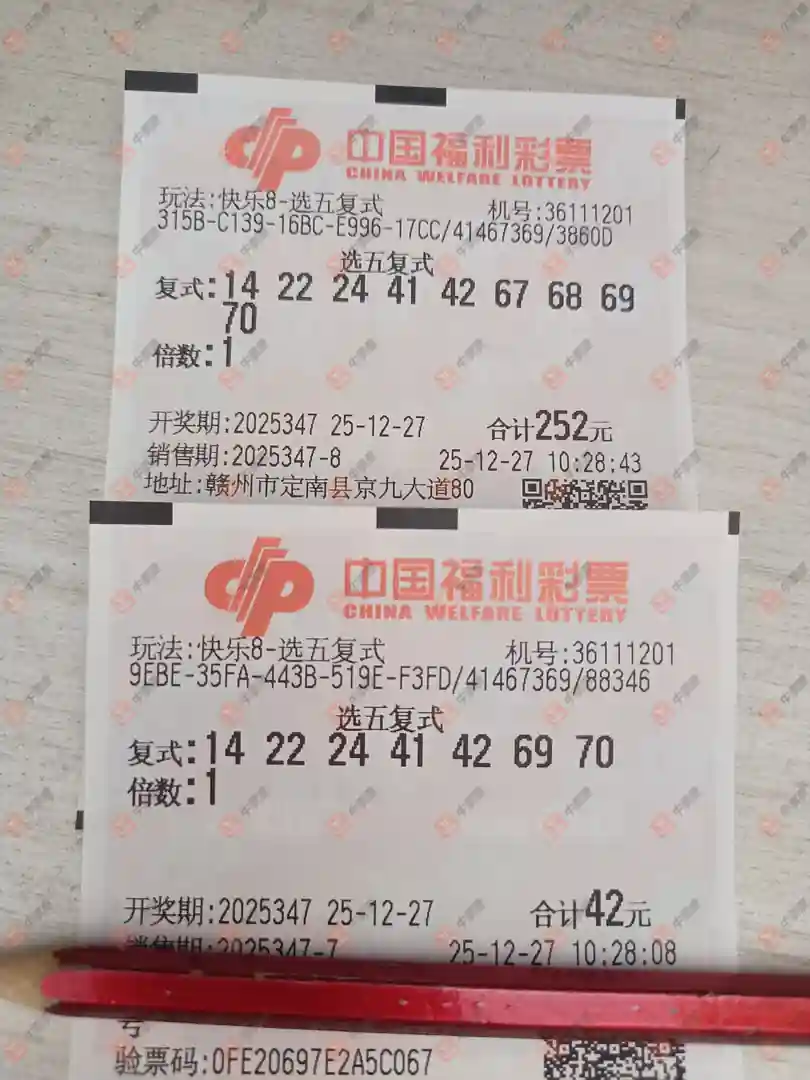 中国福利彩票
CHINA WELFARE LOTTERY
玩法:快乐8-选五复式 机号:36111201
315B-C139-16BC-E996-17CC/41467369/3860D
选五复式
复式:14 22 24 41 42 67 68 69
70
倍数:1
开奖期:2025347 25-12-27 合计252元
销售期:2025347-8 25-12-27 10:28:43
地址:赣州市定南县京九大道80
中国福利彩票
CHINA WELFARE LOTTERY
玩法:快乐8-选五复式 机号:36111201
9EBE-35FA-443B-519E-F3FD/41467369/88346
选五复式
复式:14 22 24 41 42 69 70
倍数:1
开奖期:2025347 25-12-27 合计42元
销售期:2025347-7 25-12-27 10:28:08
号
验票码:0FE20697E2A5C067